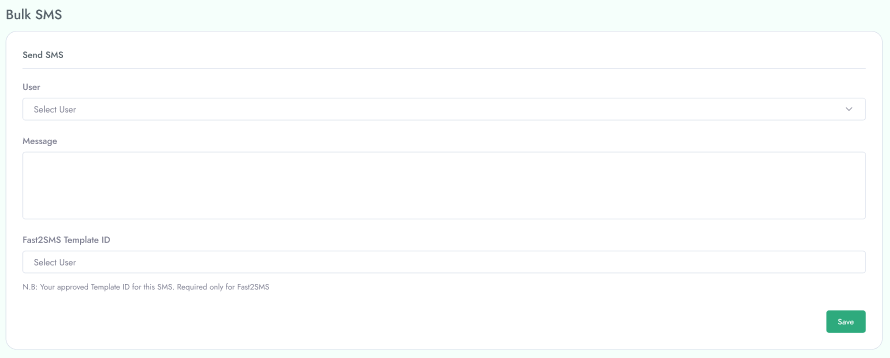 Bulk SMS
Send SMS
User
Select User
Message
Fast2SMS Template ID
Select User
N.B: Your approved Template ID for this SMS. Required only for Fast2SMS
Save